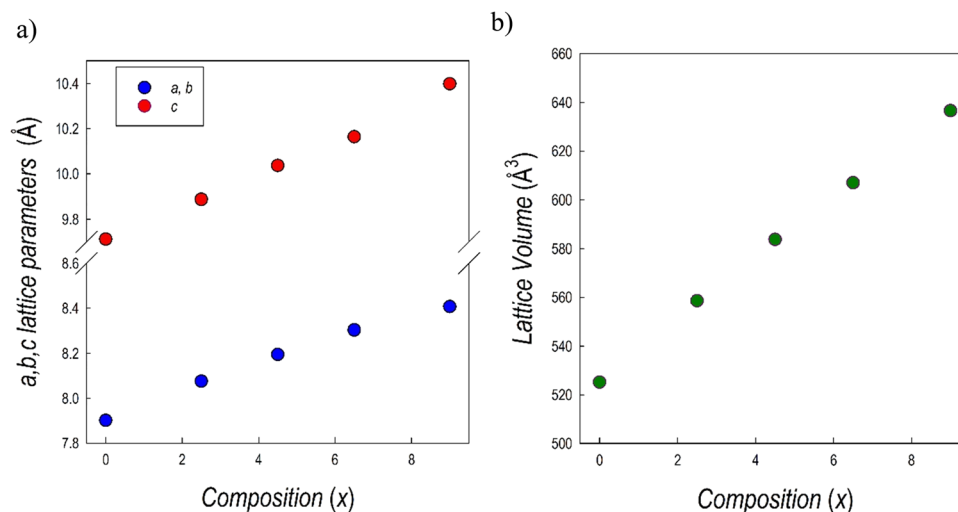 a)
a, b
c
10.4
10.2
10.0
9.8
8.6
8.4
8.2
8.0
7.8
0 2 4 6 8
a,b,c lattice parameters (Å)
Composition (x)
b)
660
640
620
600
580
560
540
520
500
0 2 4 6 8
Lattice Volume (Å³)
Composition (x)